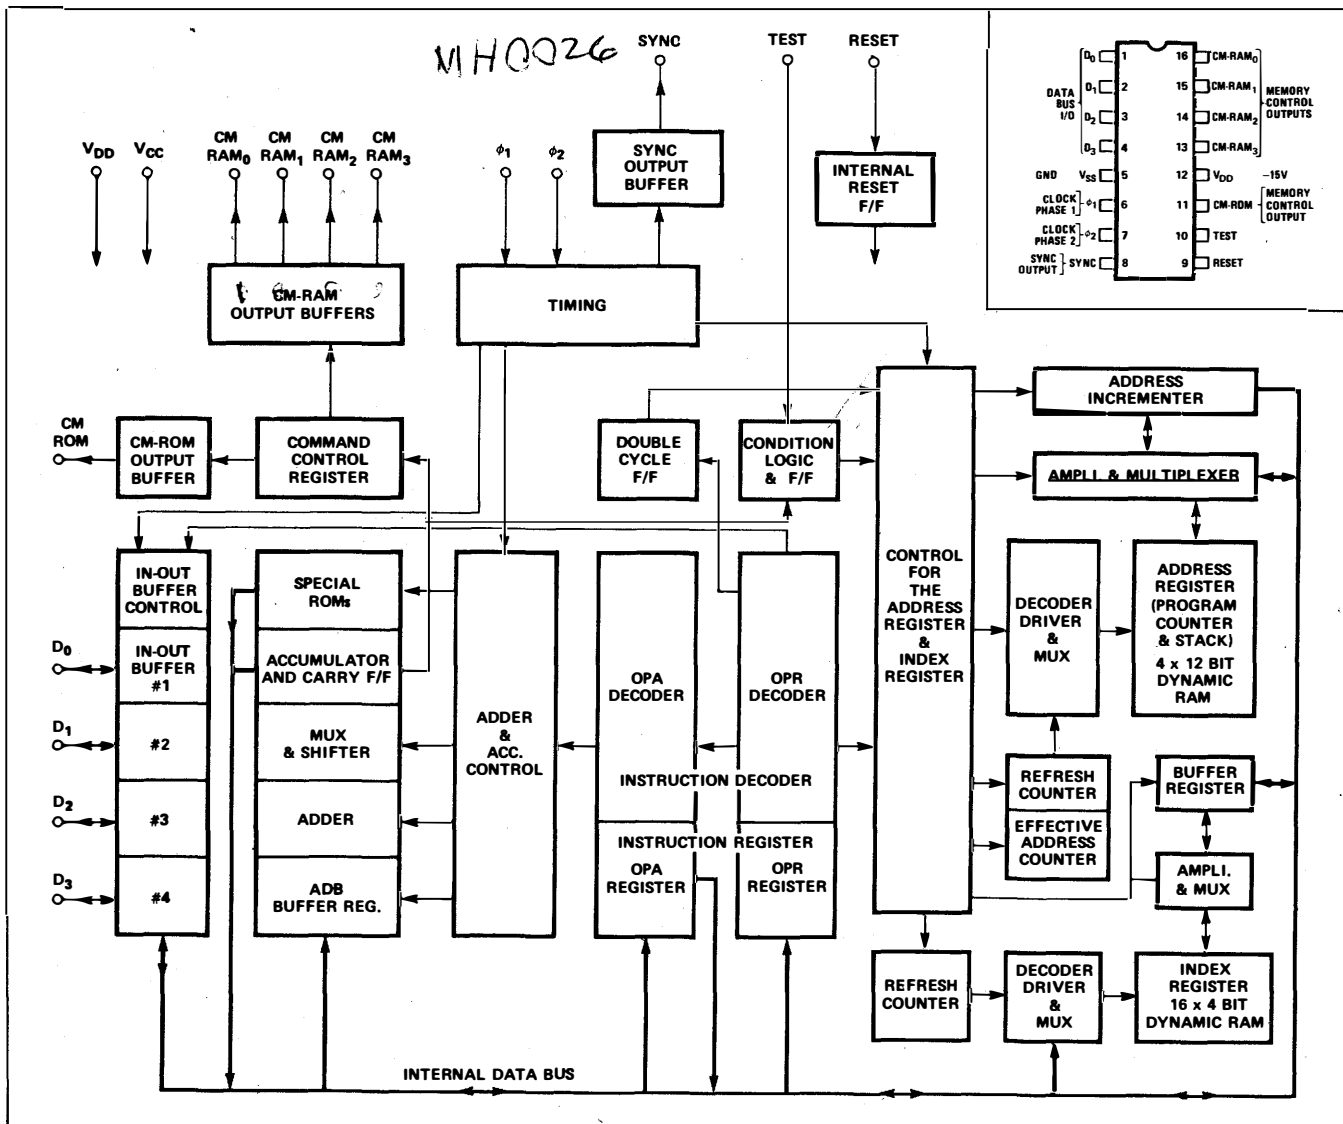 MH0026
SYNC
TEST
RESET
VDD
VCC
CM RAM0
CM RAM1
CM RAM2
CM RAM3
ϕ1
ϕ2
SYNC
OUTPUT
BUFFER
INTERNAL
RESET
F/F
D0 1
D1 2
D2 3
D3 4
DATA
BUS
I/O
GND VSS 5
CLOCK
PHASE 1 ϕ1 6
CLOCK
PHASE 2 ϕ2 7
SYNC
OUTPUT SYNC 8
16 CM-RAM0
15 CM-RAM1
14 CM-RAM2
13 CM-RAM3
MEMORY
CONTROL
OUTPUTS
12 VDD -15V
11 CM-ROM
MEMORY
CONTROL
OUTPUT
10 TEST
9 RESET
CM-RAM
OUTPUT BUFFERS
TIMING
CM
ROM
CM-ROM
OUTPUT
BUFFER
COMMAND
CONTROL
REGISTER
DOUBLE
CYCLE
F/F
CONDITION
LOGIC
& F/F
ADDRESS
INCREMENTER
AMPLI. & MULTIPLEXER
CONTROL
FOR
THE
ADDRESS
REGISTER
&
INDEX
REGISTER
DECODER
DRIVER
&
MUX
ADDRESS
REGISTER
(PROGRAM
COUNTER
& STACK)
4 x 12 BIT
DYNAMIC
RAM
IN-OUT
BUFFER
CONTROL
IN-OUT
BUFFER
#1
#2
#3
#4
D0
D1
D2
D3
SPECIAL
ROMs
ACCUMULATOR
AND CARRY F/F
MUX
& SHIFTER
ADDER
ADB
BUFFER REG.
ADDER
&
ACC.
CONTROL
OPA
DECODER
OPR
DECODER
INSTRUCTION DECODER
INSTRUCTION REGISTER
OPA
REGISTER
OPR
REGISTER
REFRESH
COUNTER
EFFECTIVE
ADDRESS
COUNTER
BUFFER
REGISTER
AMPLI.
& MUX
REFRESH
COUNTER
DECODER
DRIVER
&
MUX
INDEX
REGISTER
16 x 4 BIT
DYNAMIC RAM
INTERNAL DATA BUS